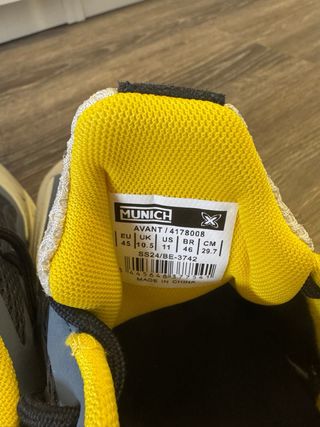 MUNICH
AVANT / 4178008
EU UK US BR CM
45 10.5 11 46 29.7
SS24/BE-3742
MADE IN CHINA